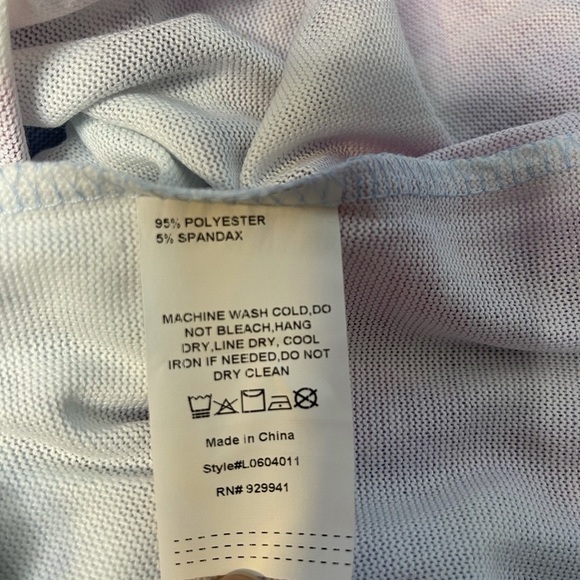 95% POLYESTER
5% SPANDAX
MACHINE WASH COLD,DO
NOT BLEACH,HANG
DRY,LINE DRY, COOL
IRON IF NEEDED,DO NOT
DRY CLEAN
Made in China
Style#L0604011
RN# 929941